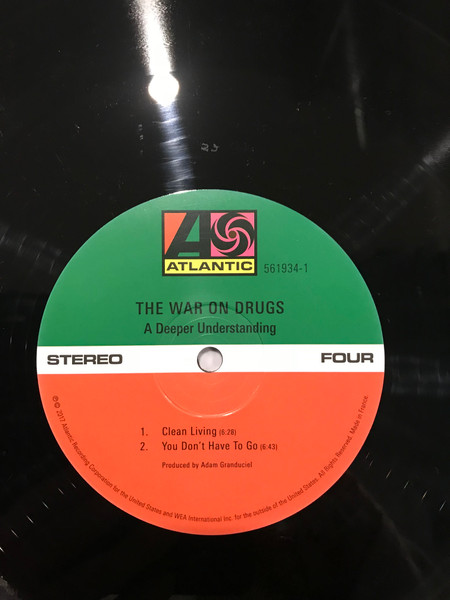 ATLANTIC
561934-1
THE WAR ON DRUGS
A Deeper Understanding
STEREO
FOUR
1. Clean Living (6:28)
2. You Don't Have To Go (6:43)
Produced by Adam Granduciel
℗© 2017 Atlantic Recording Corporation for the United States and WEA International Inc. for the outside of the United States. All Rights Reserved. Made in France.